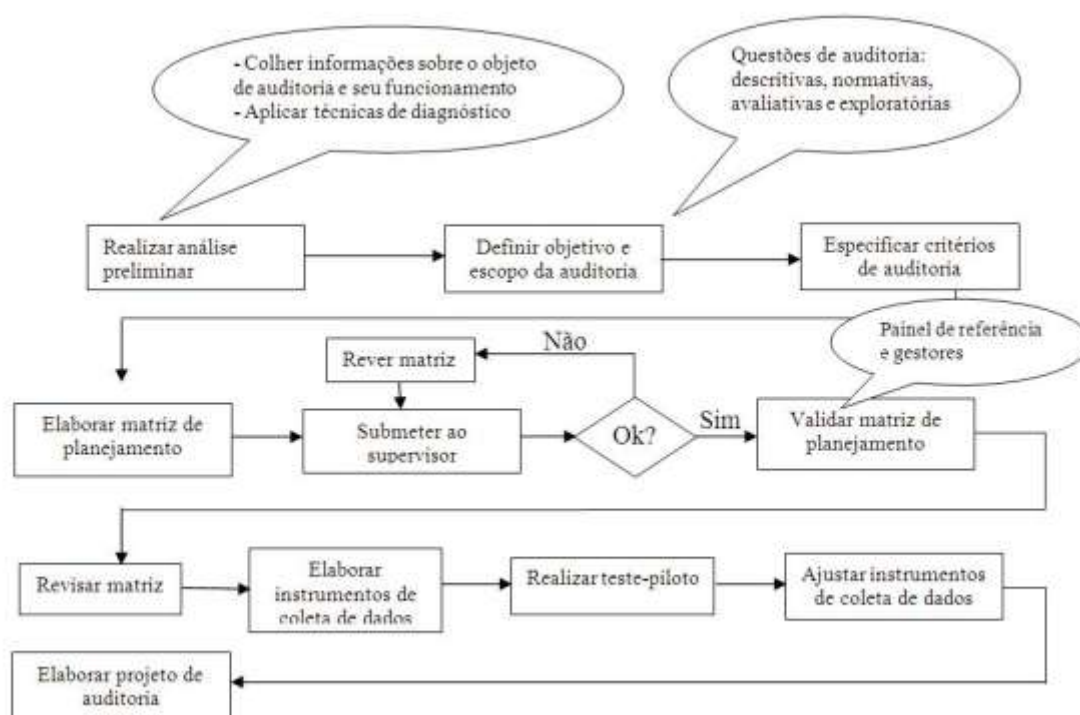 - Colher informações sobre o objeto
de auditoria e seu funcionamento
- Aplicar técnicas de diagnóstico
Questões de auditoria:
descritivas, normativas,
avaliativas e exploratórias
Realizar análise
preliminar
Definir objetivo e
escopo da auditoria
Especificar critérios
de auditoria
Painel de referência
e gestores
Não
Rever matriz
Elaborar matriz de
planejamento
Submeter ao
supervisor
Ok?
Sim
Validar matriz de
planejamento
Revisar matriz
Elaborar
instrumentos de
coleta de dados
Realizar teste-piloto
Ajustar instrumentos
de coleta de dados
Elaborar projeto de
auditoria